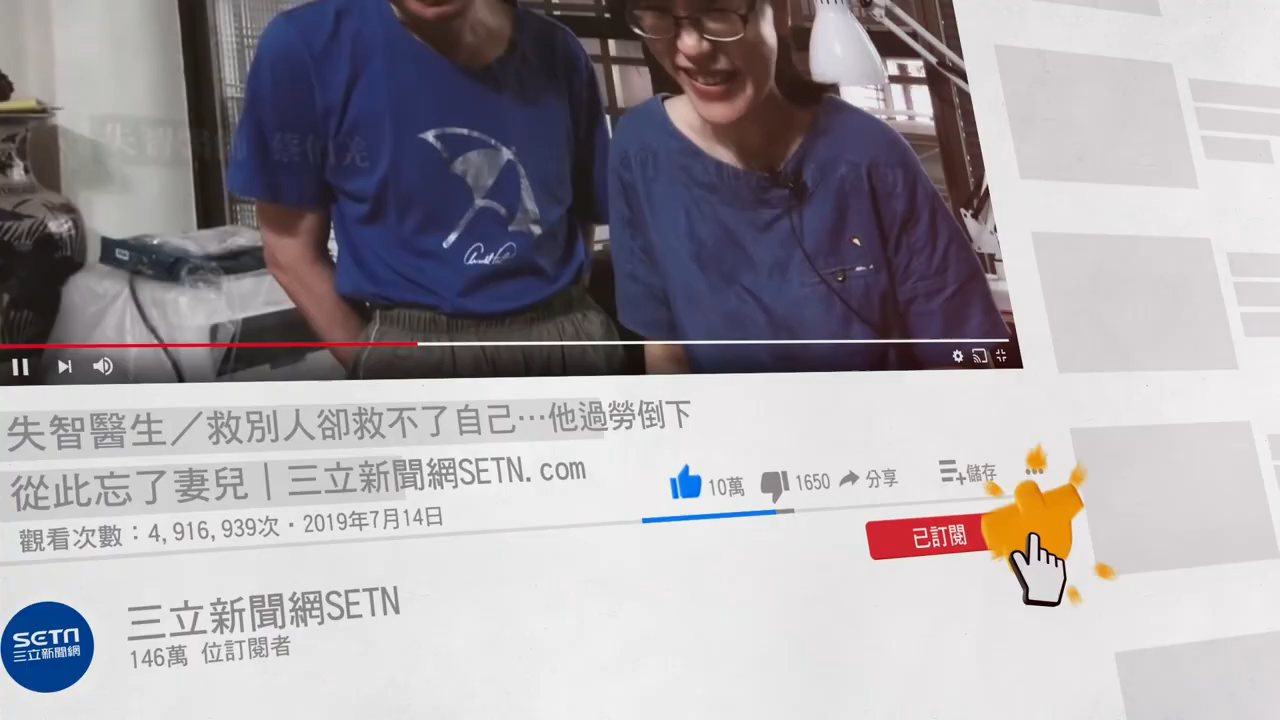 失智醫生／救別人卻救不了自己…他過勞倒下
從此忘了妻兒｜三立新聞網SETN.com
觀看次數：4,916,939次・2019年7月14日
10萬
1650
分享
儲存
已訂閱
SETN
三立新聞網
三立新聞網SETN
146萬 位訂閱者